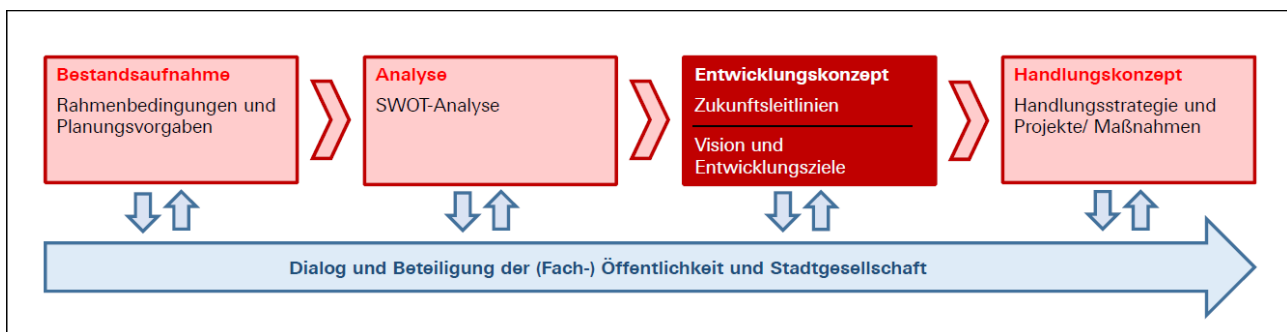 Bestandsaufnahme
Rahmenbedingungen und
Planungsvorgaben
Analyse
SWOT-Analyse
Entwicklungskonzept
Zukunftsleitlinien
Vision und
Entwicklungsziele
Handlungskonzept
Handlungsstrategie und
Projekte/ Maßnahmen
Dialog und Beteiligung der (Fach-) Öffentlichkeit und Stadtgesellschaft